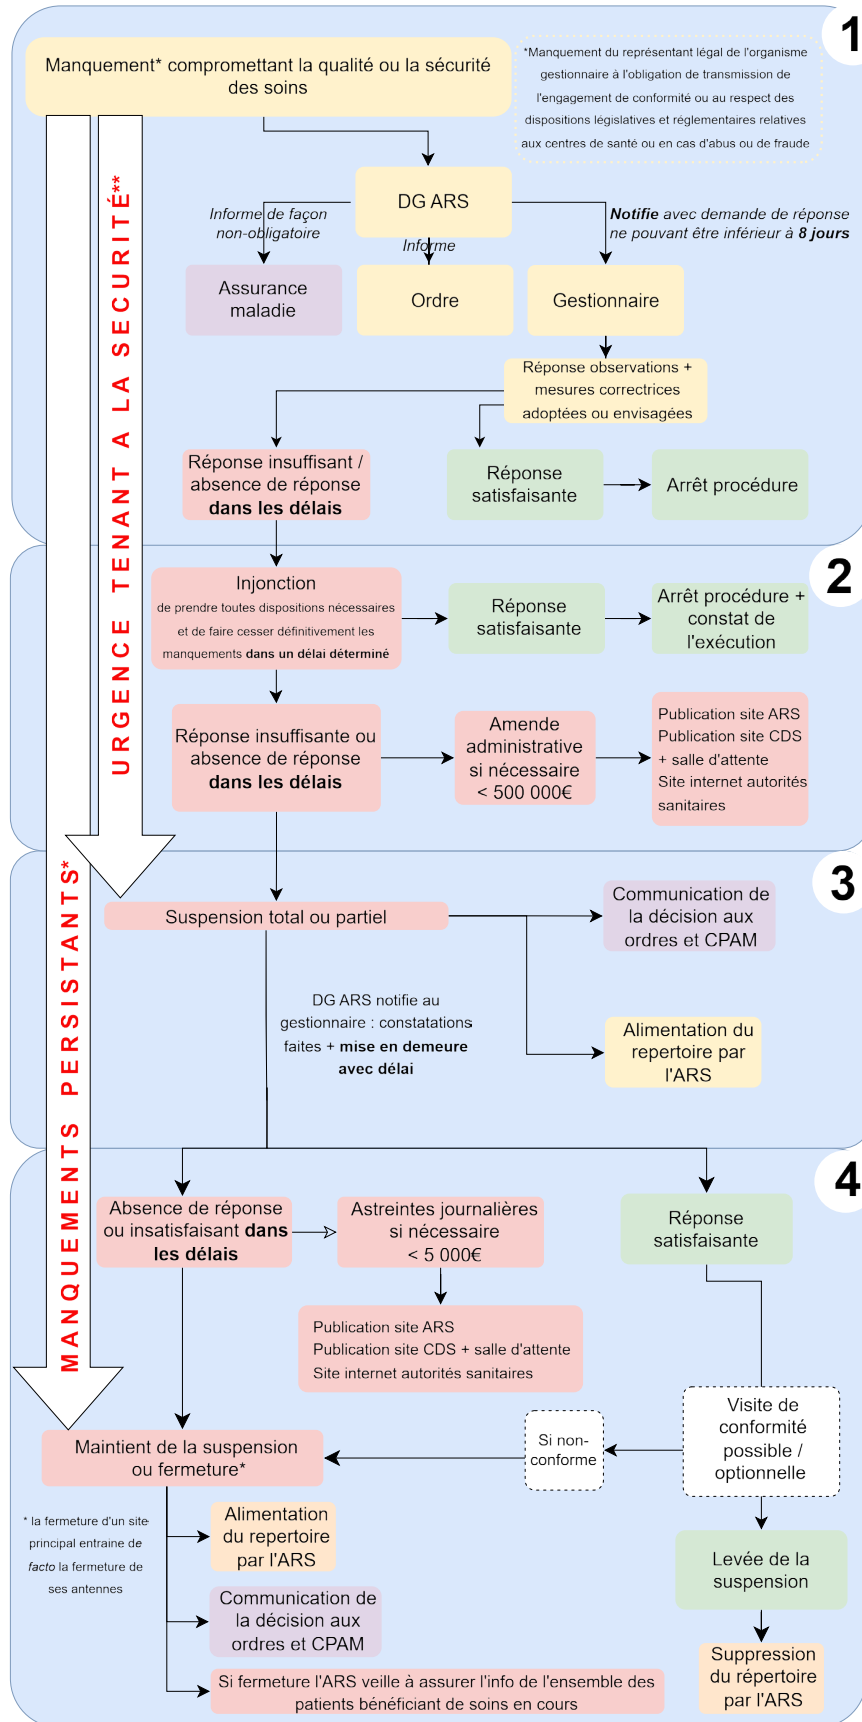 1
Manquement* compromettant la qualité ou la sécurité
des soins
*Manquement du représentant légal de l'organisme
gestionnaire à l'obligation de transmission de
l'engagement de conformité ou au respect des
dispositions législatives et réglementaires relatives
aux centres de santé ou en cas d'abus ou de fraude
URGENCE TENANT A LA SECURITÉ**
MANQUEMENTS PERSISTANTS*
DG ARS
Informe de façon
non-obligatoire
Informe
Notifie avec demande de réponse
ne pouvant être inférieur à 8 jours
Assurance
maladie
Ordre
Gestionnaire
Réponse observations +
mesures correctrices
adoptées ou envisagées
Réponse insuffisant /
absence de réponse
dans les délais
Réponse
satisfaisante
Arrêt procédure
2
Injonction
de prendre toutes dispositions nécessaires
et de faire cesser définitivement les
manquements dans un délai déterminé
Réponse
satisfaisante
Arrêt procédure +
constat de
l'exécution
Réponse insuffisante ou
absence de réponse
dans les délais
Amende
administrative
si nécessaire
< 500 000€
Publication site ARS
Publication site CDS
+ salle d'attente
Site internet autorités
sanitaires
3
Suspension total ou partiel
Communication de
la décision aux
ordres et CPAM
DG ARS notifie au
gestionnaire : constatations
faites + mise en demeure
avec délai
Alimentation du
repertoire par
l'ARS
4
Absence de réponse
ou insatisfaisant dans
les délais
Astreintes journalières
si nécessaire
< 5 000€
Réponse
satisfaisante
Publication site ARS
Publication site CDS + salle d'attente
Site internet autorités sanitaires
Visite de
conformité
possible /
optionnelle
Si non-
conforme
Maintient de la suspension
ou fermeture*
* la fermeture d'un site
principal entraine de
facto la fermeture de
ses antennes
Alimentation
du repertoire
par l'ARS
Levée de la
suspension
Communication de
la décision aux
ordres et CPAM
Suppression
du répertoire
par l'ARS
Si fermeture l'ARS veille à assurer l'info de l'ensemble des
patients bénéficiant de soins en cours